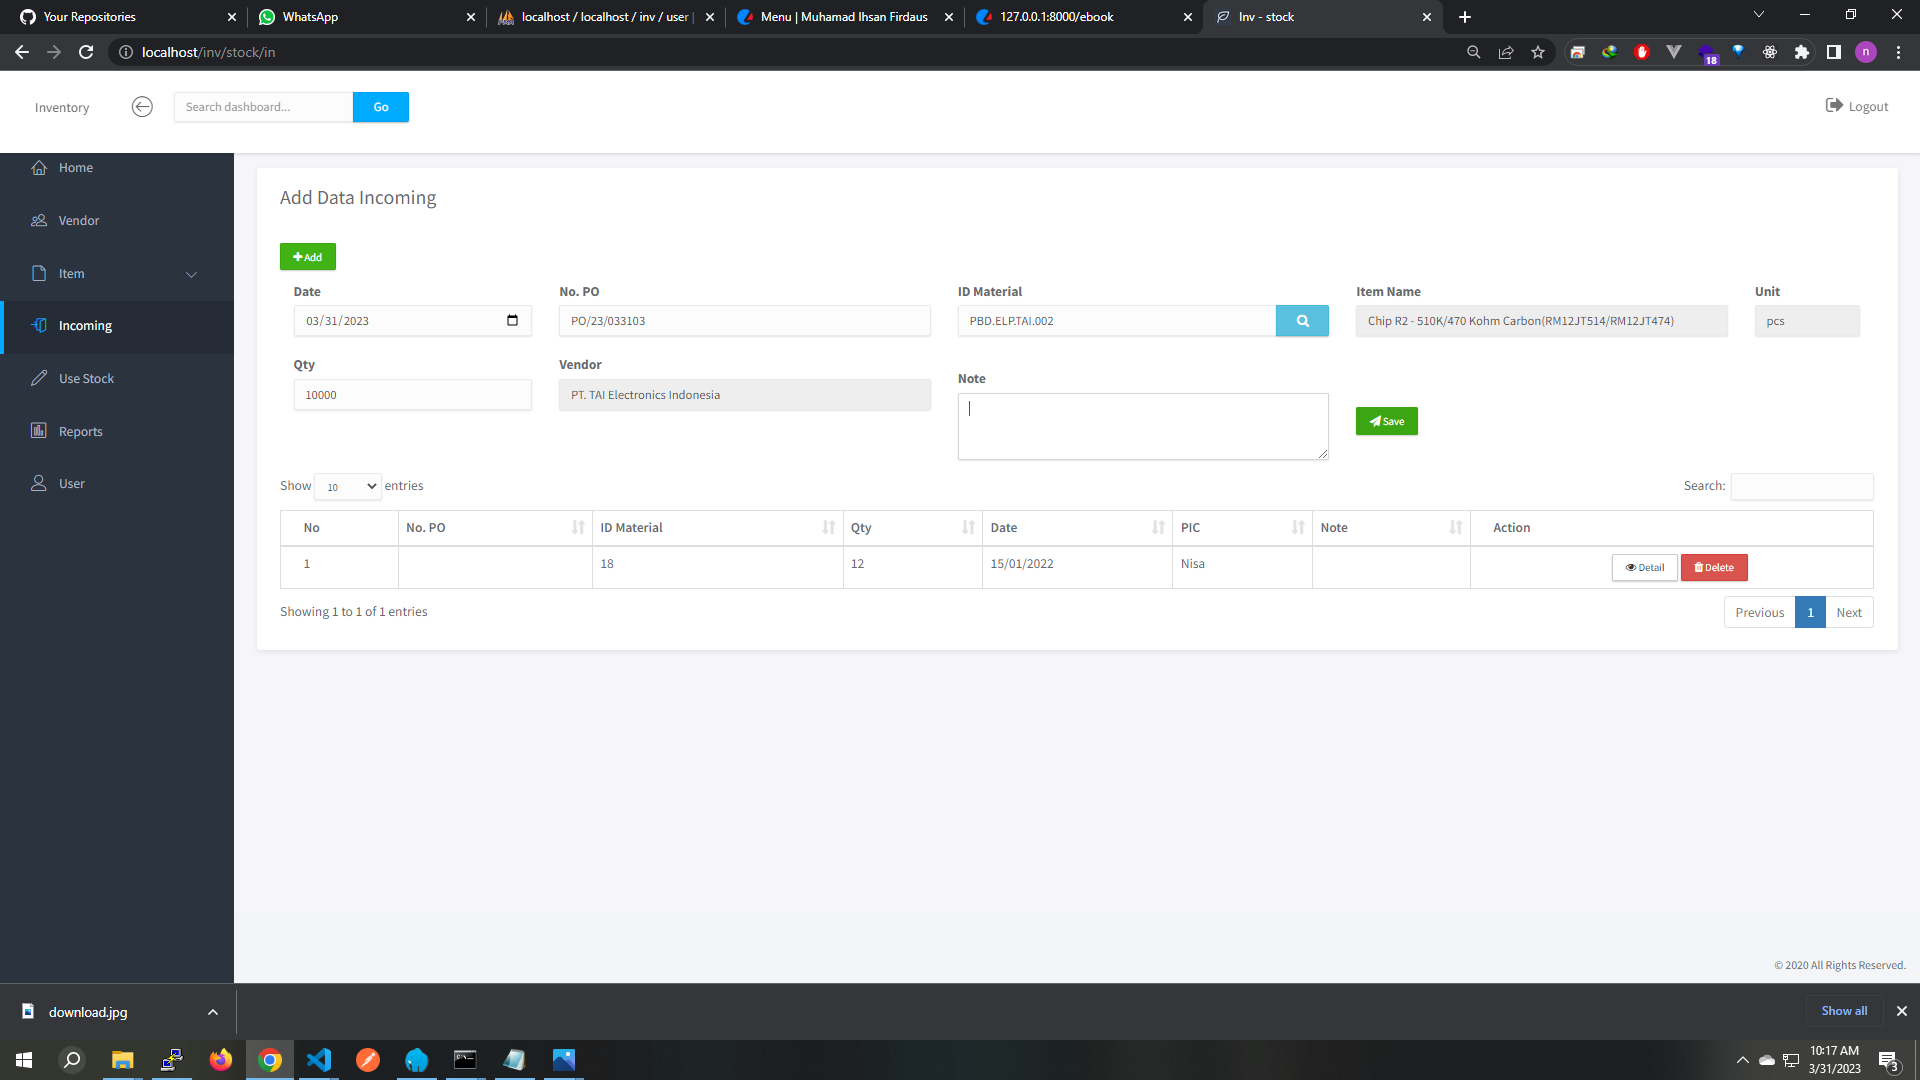 Your Repositories
WhatsApp
localhost / localhost / inv / user
Menu | Muhamad Ihsan Firdaus
127.0.0.1:8000/ebook
Inv - stock
localhost/inv/stock/in
18
n
Inventory
Search dashboard...
Go
Logout
Home
Vendor
Item
Incoming
Use Stock
Reports
User
Add Data Incoming
Add
Date
No. PO
ID Material
Item Name
Unit
03/31/2023
PO/23/033103
PBD.ELP.TAI.002
Chip R2 - 510K/470 Kohm Carbon(RM12JT514/RM12JT474)
pcs
Qty
Vendor
Note
10000
PT. TAI Electronics Indonesia
Save
Show 10 entries
Search:
No No. PO ID Material Qty Date PIC Note Action
1 18 12 15/01/2022 Nisa Detail Delete
Showing 1 to 1 of 1 entries
Previous 1 Next
© 2020 All Rights Reserved.
download.jpg
Show all
10:17 AM
3/31/2023
3